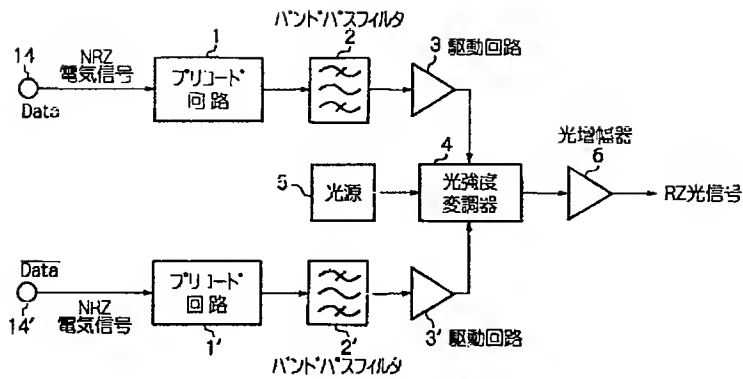 バンドパスフィルタ
14
NRZ
電気信号
1
2
3 駆動回路
Data
プリコード
回路
光増幅器
6
5
光源
4
光強度
変調器
RZ光信号
Data
プリコード
回路
14′
NRZ
電気信号
1′
2′
3′ 駆動回路
バンドパスフィルタ